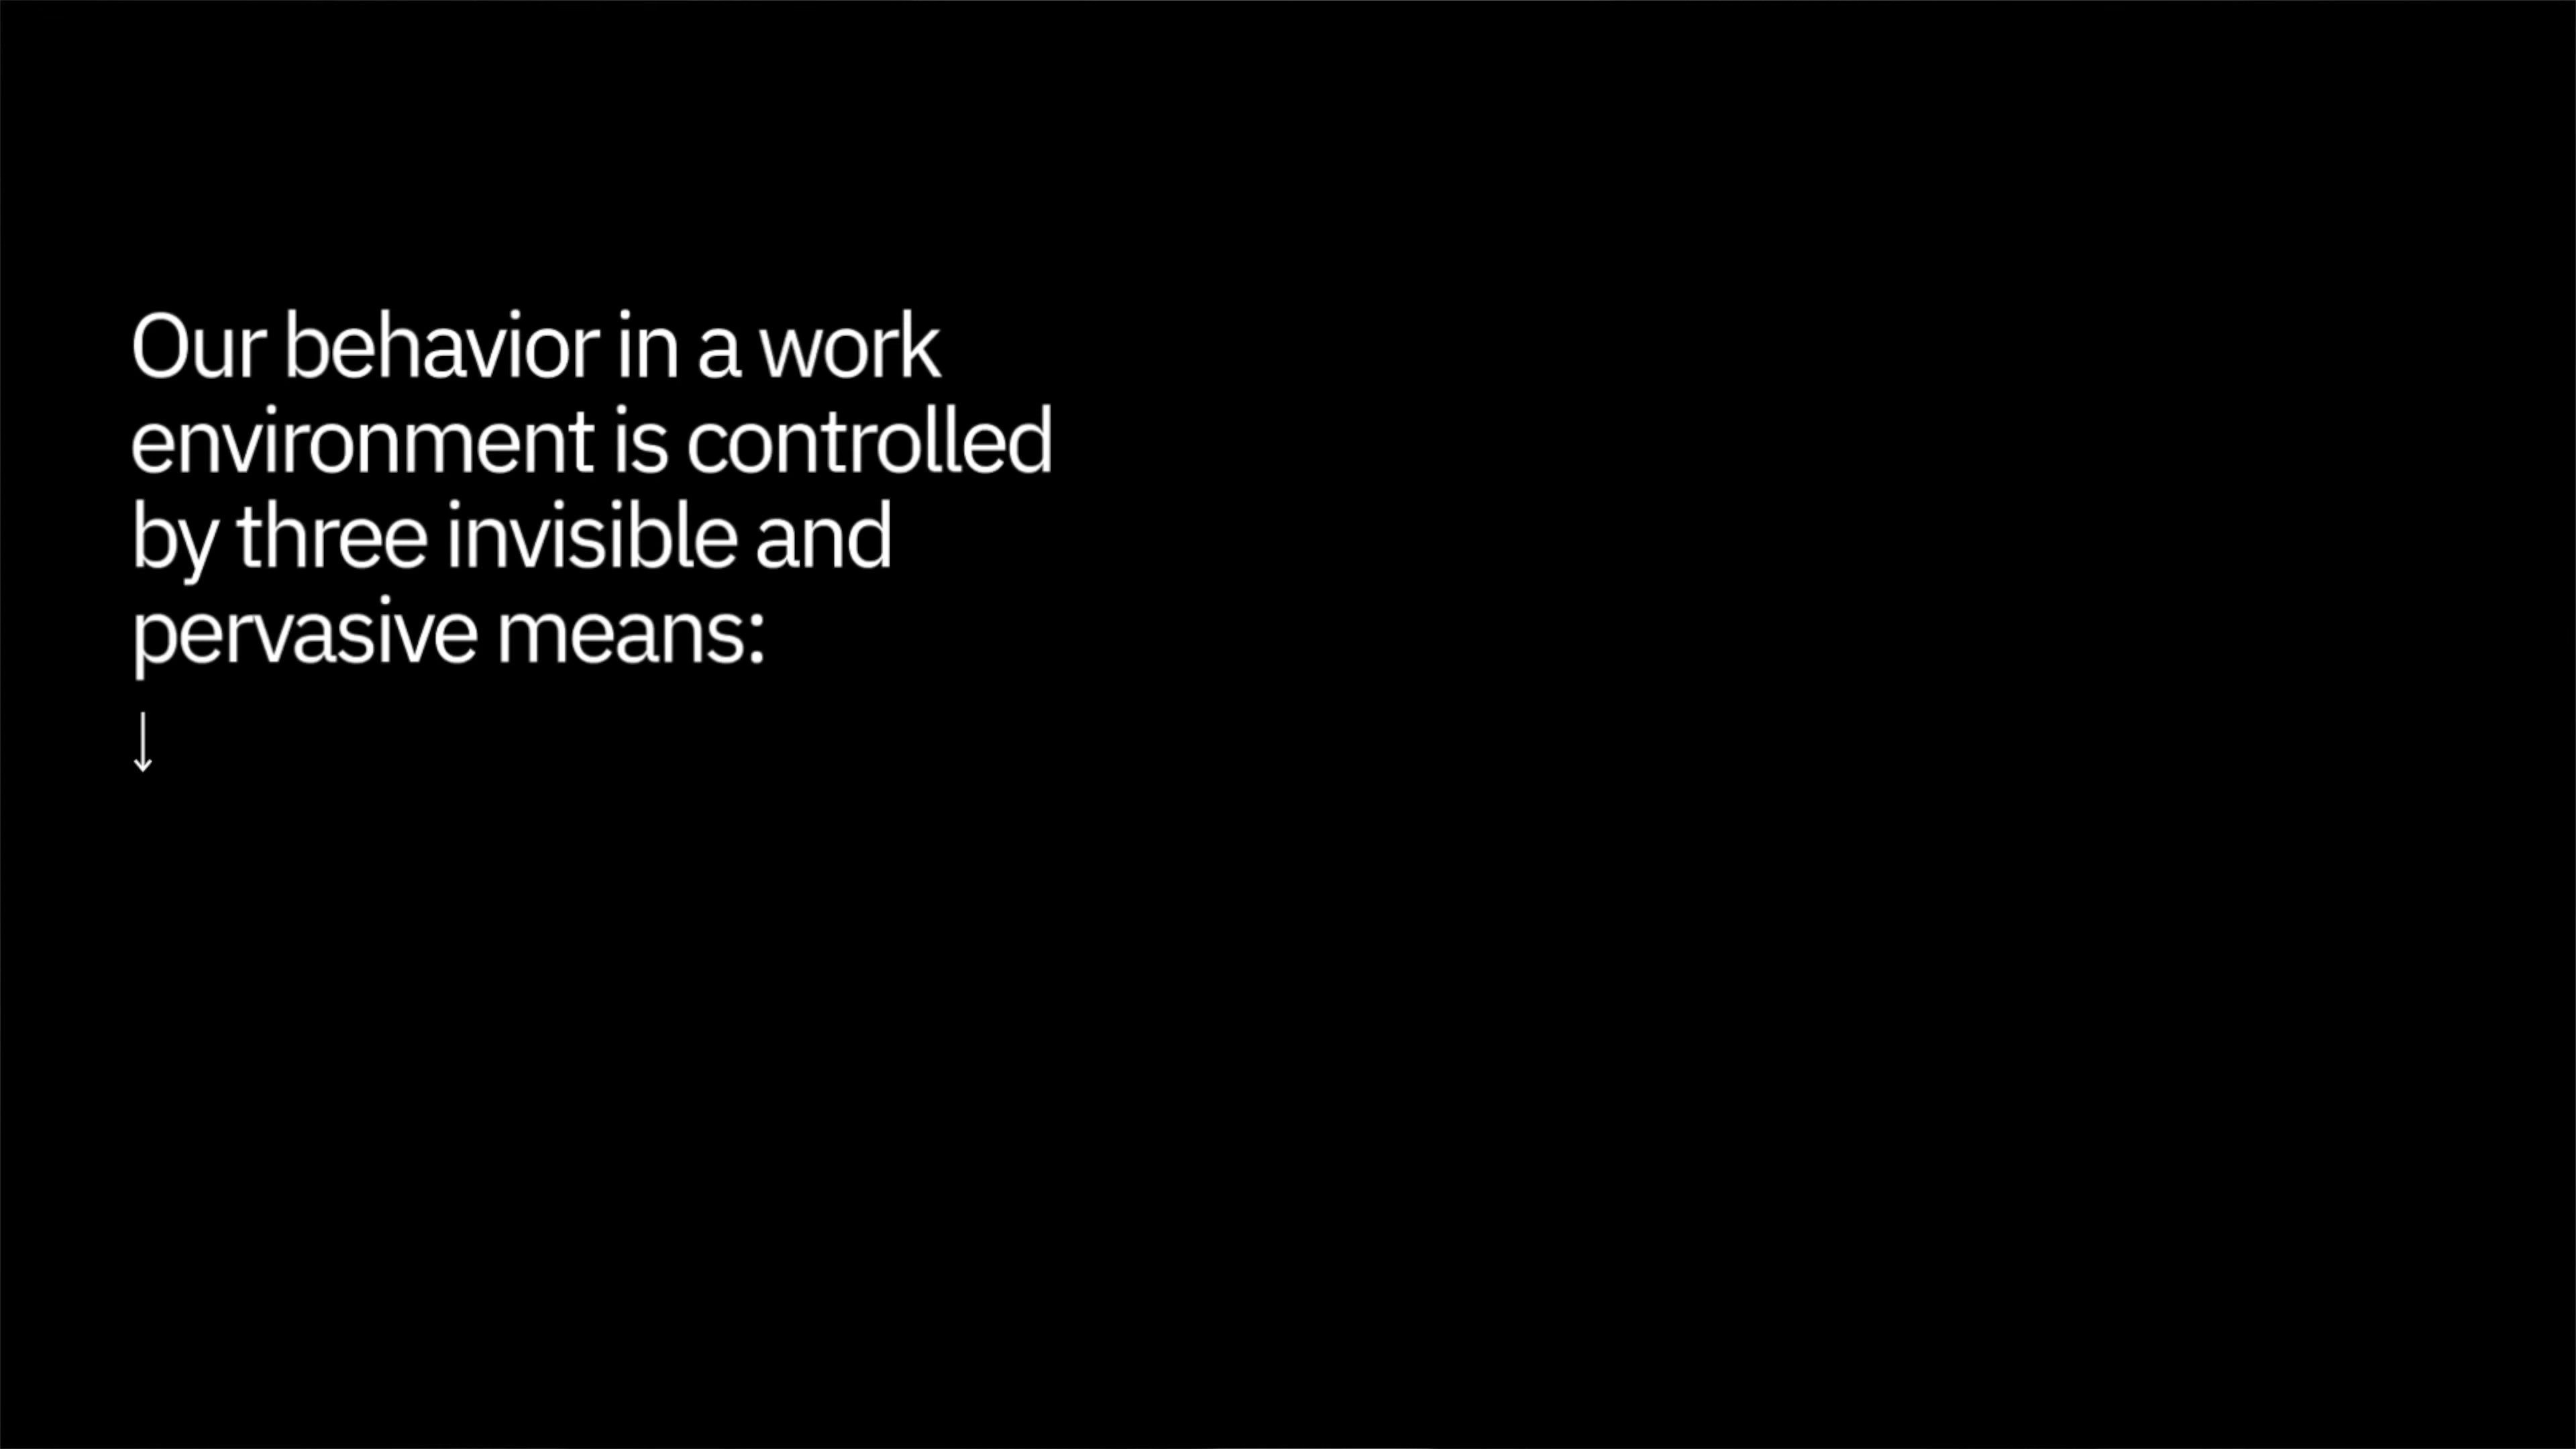 Our behavior in a work
environment is controlled
by three invisible and
pervasive means:
↓